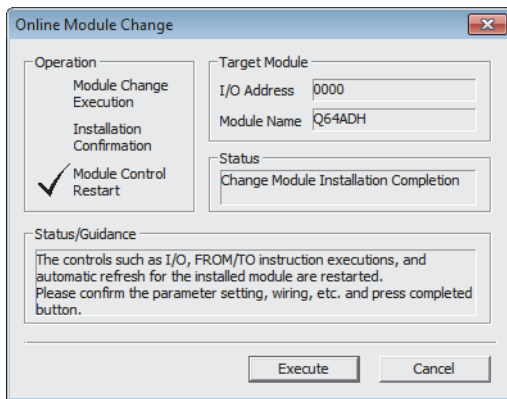 Online Module Change
Operation
Module Change
Execution
Installation
Confirmation
Module Control
Restart
Target Module
I/O Address 0000
Module Name Q64ADH
Status
Change Module Installation Completion
Status/Guidance
The controls such as I/O, FROM/TO instruction executions, and
automatic refresh for the installed module are restarted.
Please confirm the parameter setting, wiring, etc. and press completed
button.
Execute
Cancel